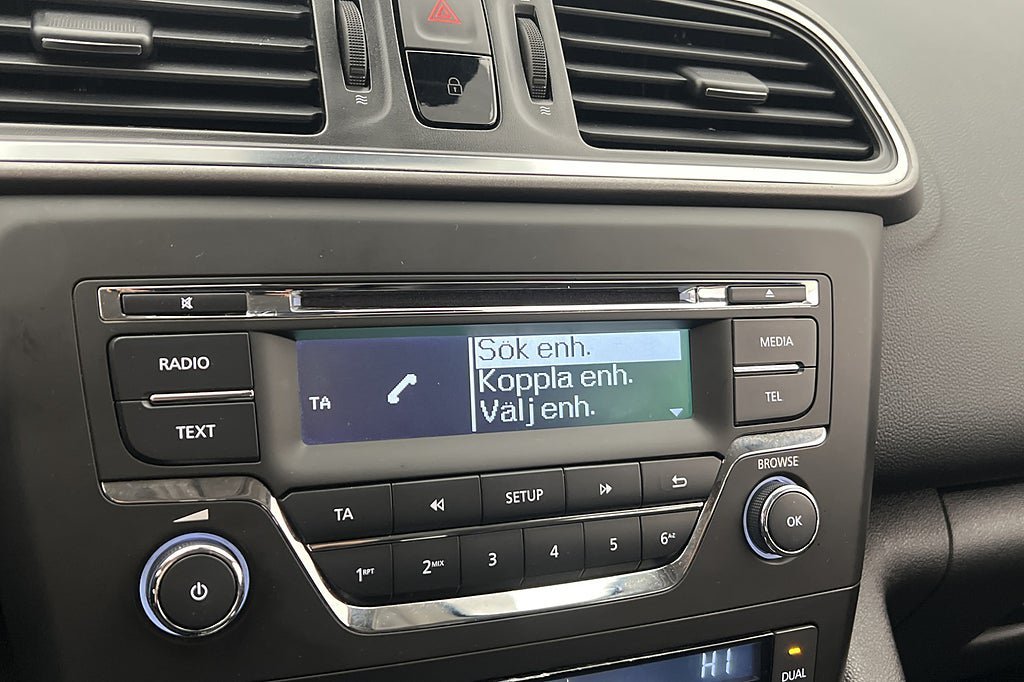 RADIO
TEXT
TA
Sök enh.
Koppla enh.
Välj enh.
MEDIA
TEL
BROWSE
OK
TA
SETUP
1RPT
2MIX
3
4
5
6A-Z
HI
DUAL